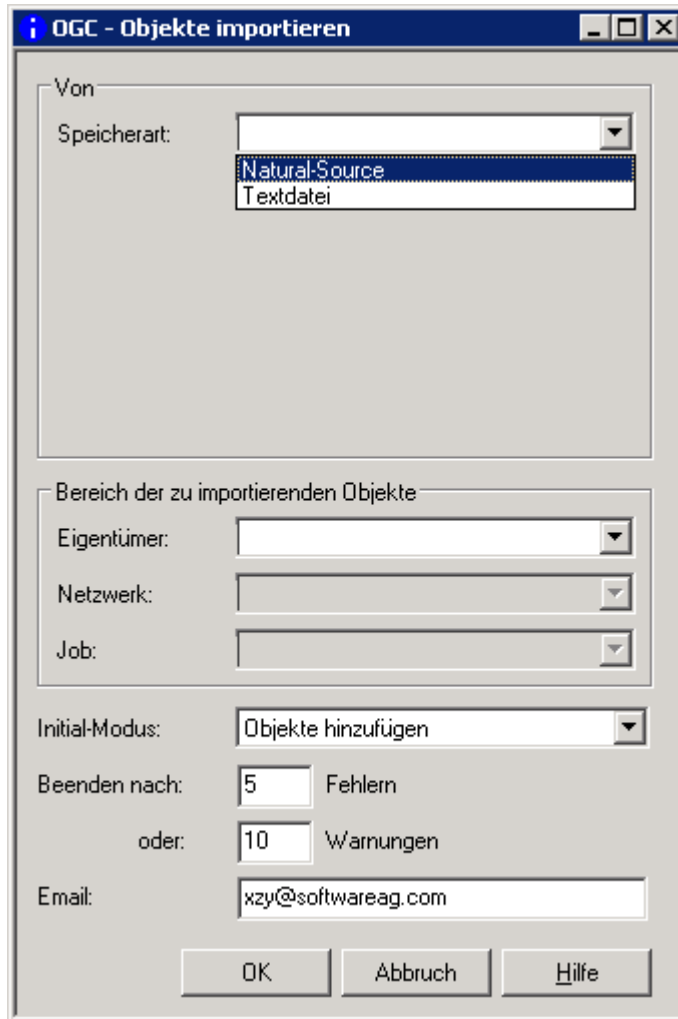 OGC - Objekte importieren
Von
Speicherart:
Natural-Source
Textdatei
Bereich der zu importierenden Objekte
Eigentümer:
Netzwerk:
Job:
Initial-Modus: Objekte hinzufügen
Beenden nach: 5 Fehlern
oder: 10 Warnungen
Email: xzy@softwareag.com
OK Abbruch Hilfe